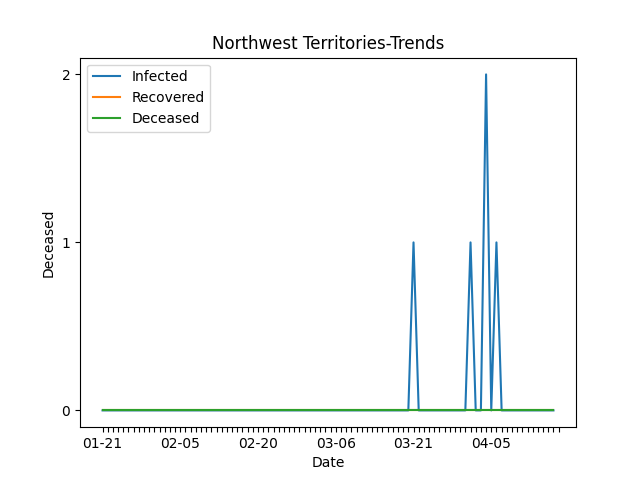 Northwest Territories-Trends
Infected
Recovered
Deceased
2
1
0
Deceased
01-21 02-05 02-20 03-06 03-21 04-05
Date